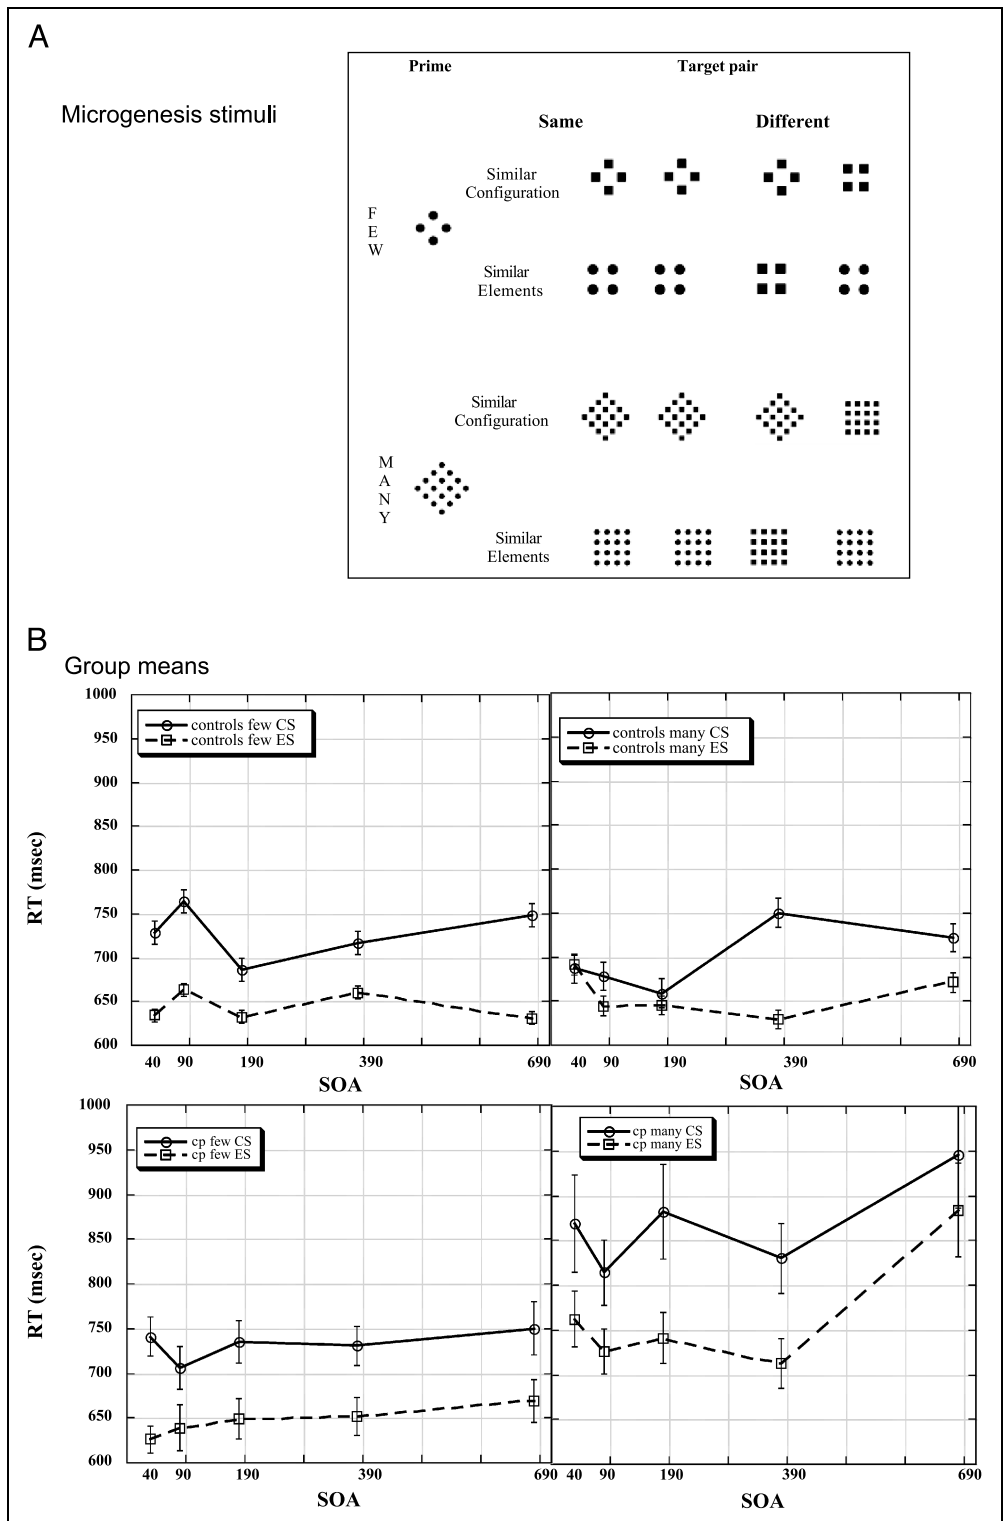 A
Microgenesis stimuli
Prime
Target pair
Same
Different
Similar
Configuration
F
E
W
Similar
Elements
Similar
Configuration
M
A
N
Y
Similar
Elements
B
Group means
1000
950
900
850
800
750
700
650
600
RT (msec)
controls few CS
controls few ES
40 90 190 390 690
SOA
controls many CS
controls many ES
40 90 190 390 690
SOA
1000
950
900
850
800
750
700
650
600
RT (msec)
cp few CS
cp few ES
40 90 190 390 690
SOA
cp many CS
cp many ES
40 90 190 390 690
SOA